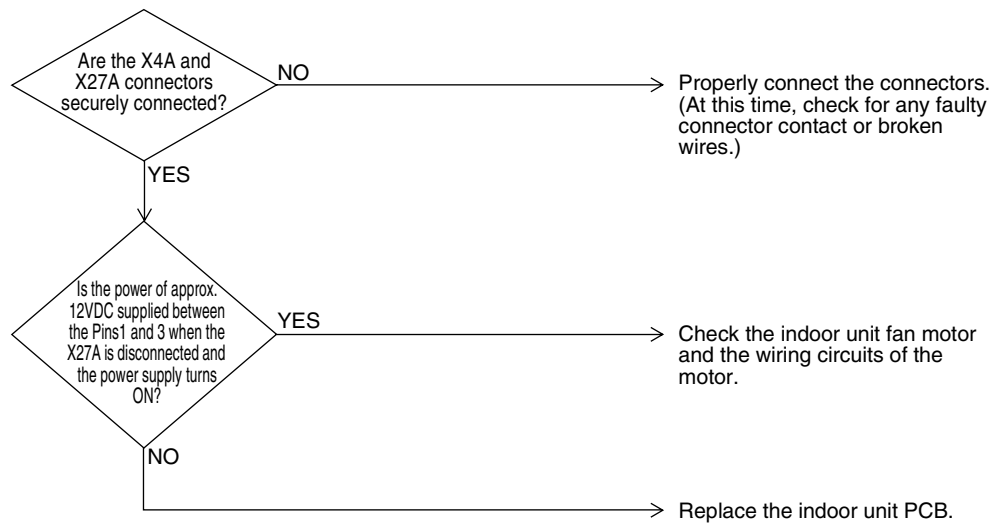 Are the X4A and
X27A connectors
securely connected?
NO
Properly connect the connectors.
(At this time, check for any faulty
connector contact or broken
wires.)
YES
Is the power of approx.
12VDC supplied between
the Pins1 and 3 when the
X27A is disconnected and
the power supply turns
ON?
YES
Check the indoor unit fan motor
and the wiring circuits of the
motor.
NO
Replace the indoor unit PCB.